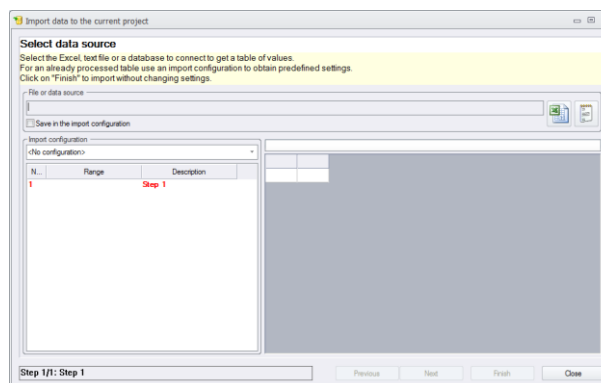 Import data to the current project
Select data source
Select the Excel, text file or a database to connect to get a table of values.
For an already processed table use an import configuration to obtain predefined settings.
Click on "Finish" to import without changing settings.
File or data source
Save in the import configuration
Import configuration
<No configuration>
N... Range Description
1 Step 1
Step 1/1: Step 1
Previous Next Finish Close